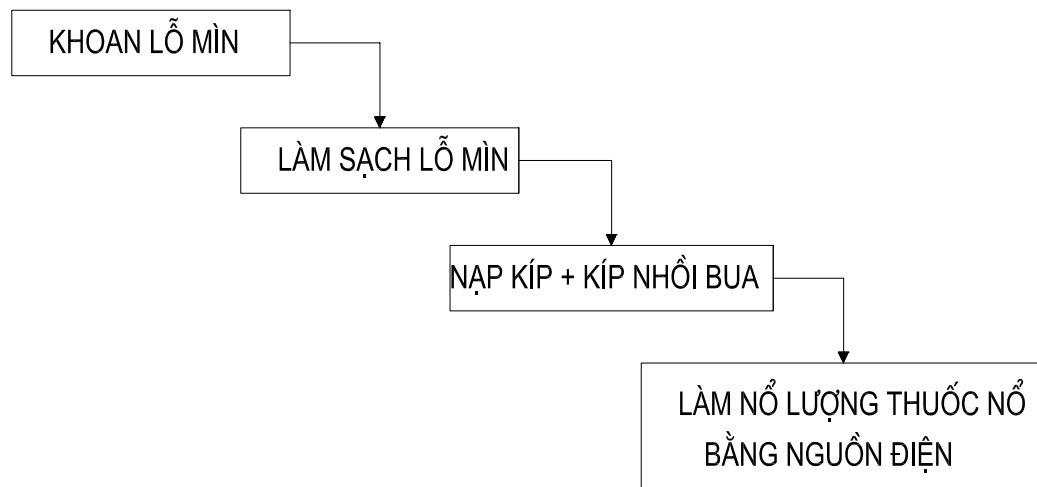 KHOAN LỖ MÌN
LÀM SẠCH LỖ MÌN
NẠP KÍP + KÍP NHỒI BUA
LÀM NỔ LƯỢNG THUỐC NỔ
BẰNG NGUỒN ĐIỆN